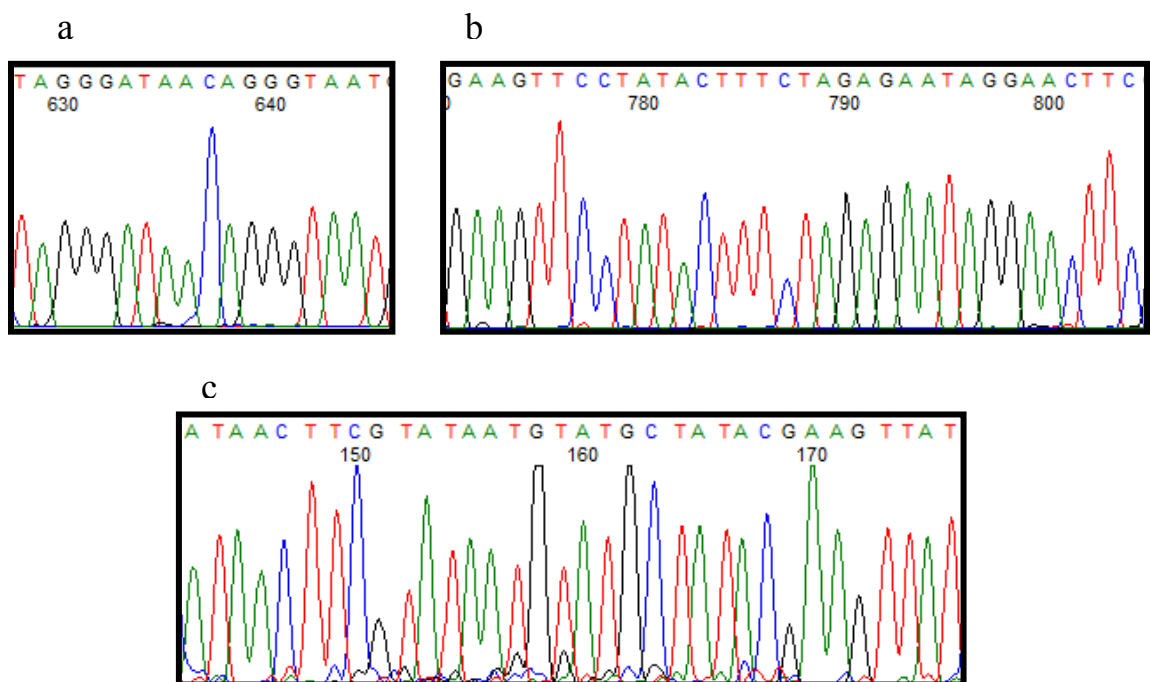 a
TAGGGATAACAGGGTAAT
630 640
b
GAAGTTCCTATACTTTCTAGAGAATAGGAACTTC
780 790 800
c
ATAACTTCGTATAATGTATGCTATACGAAGTTAT
150 160 170